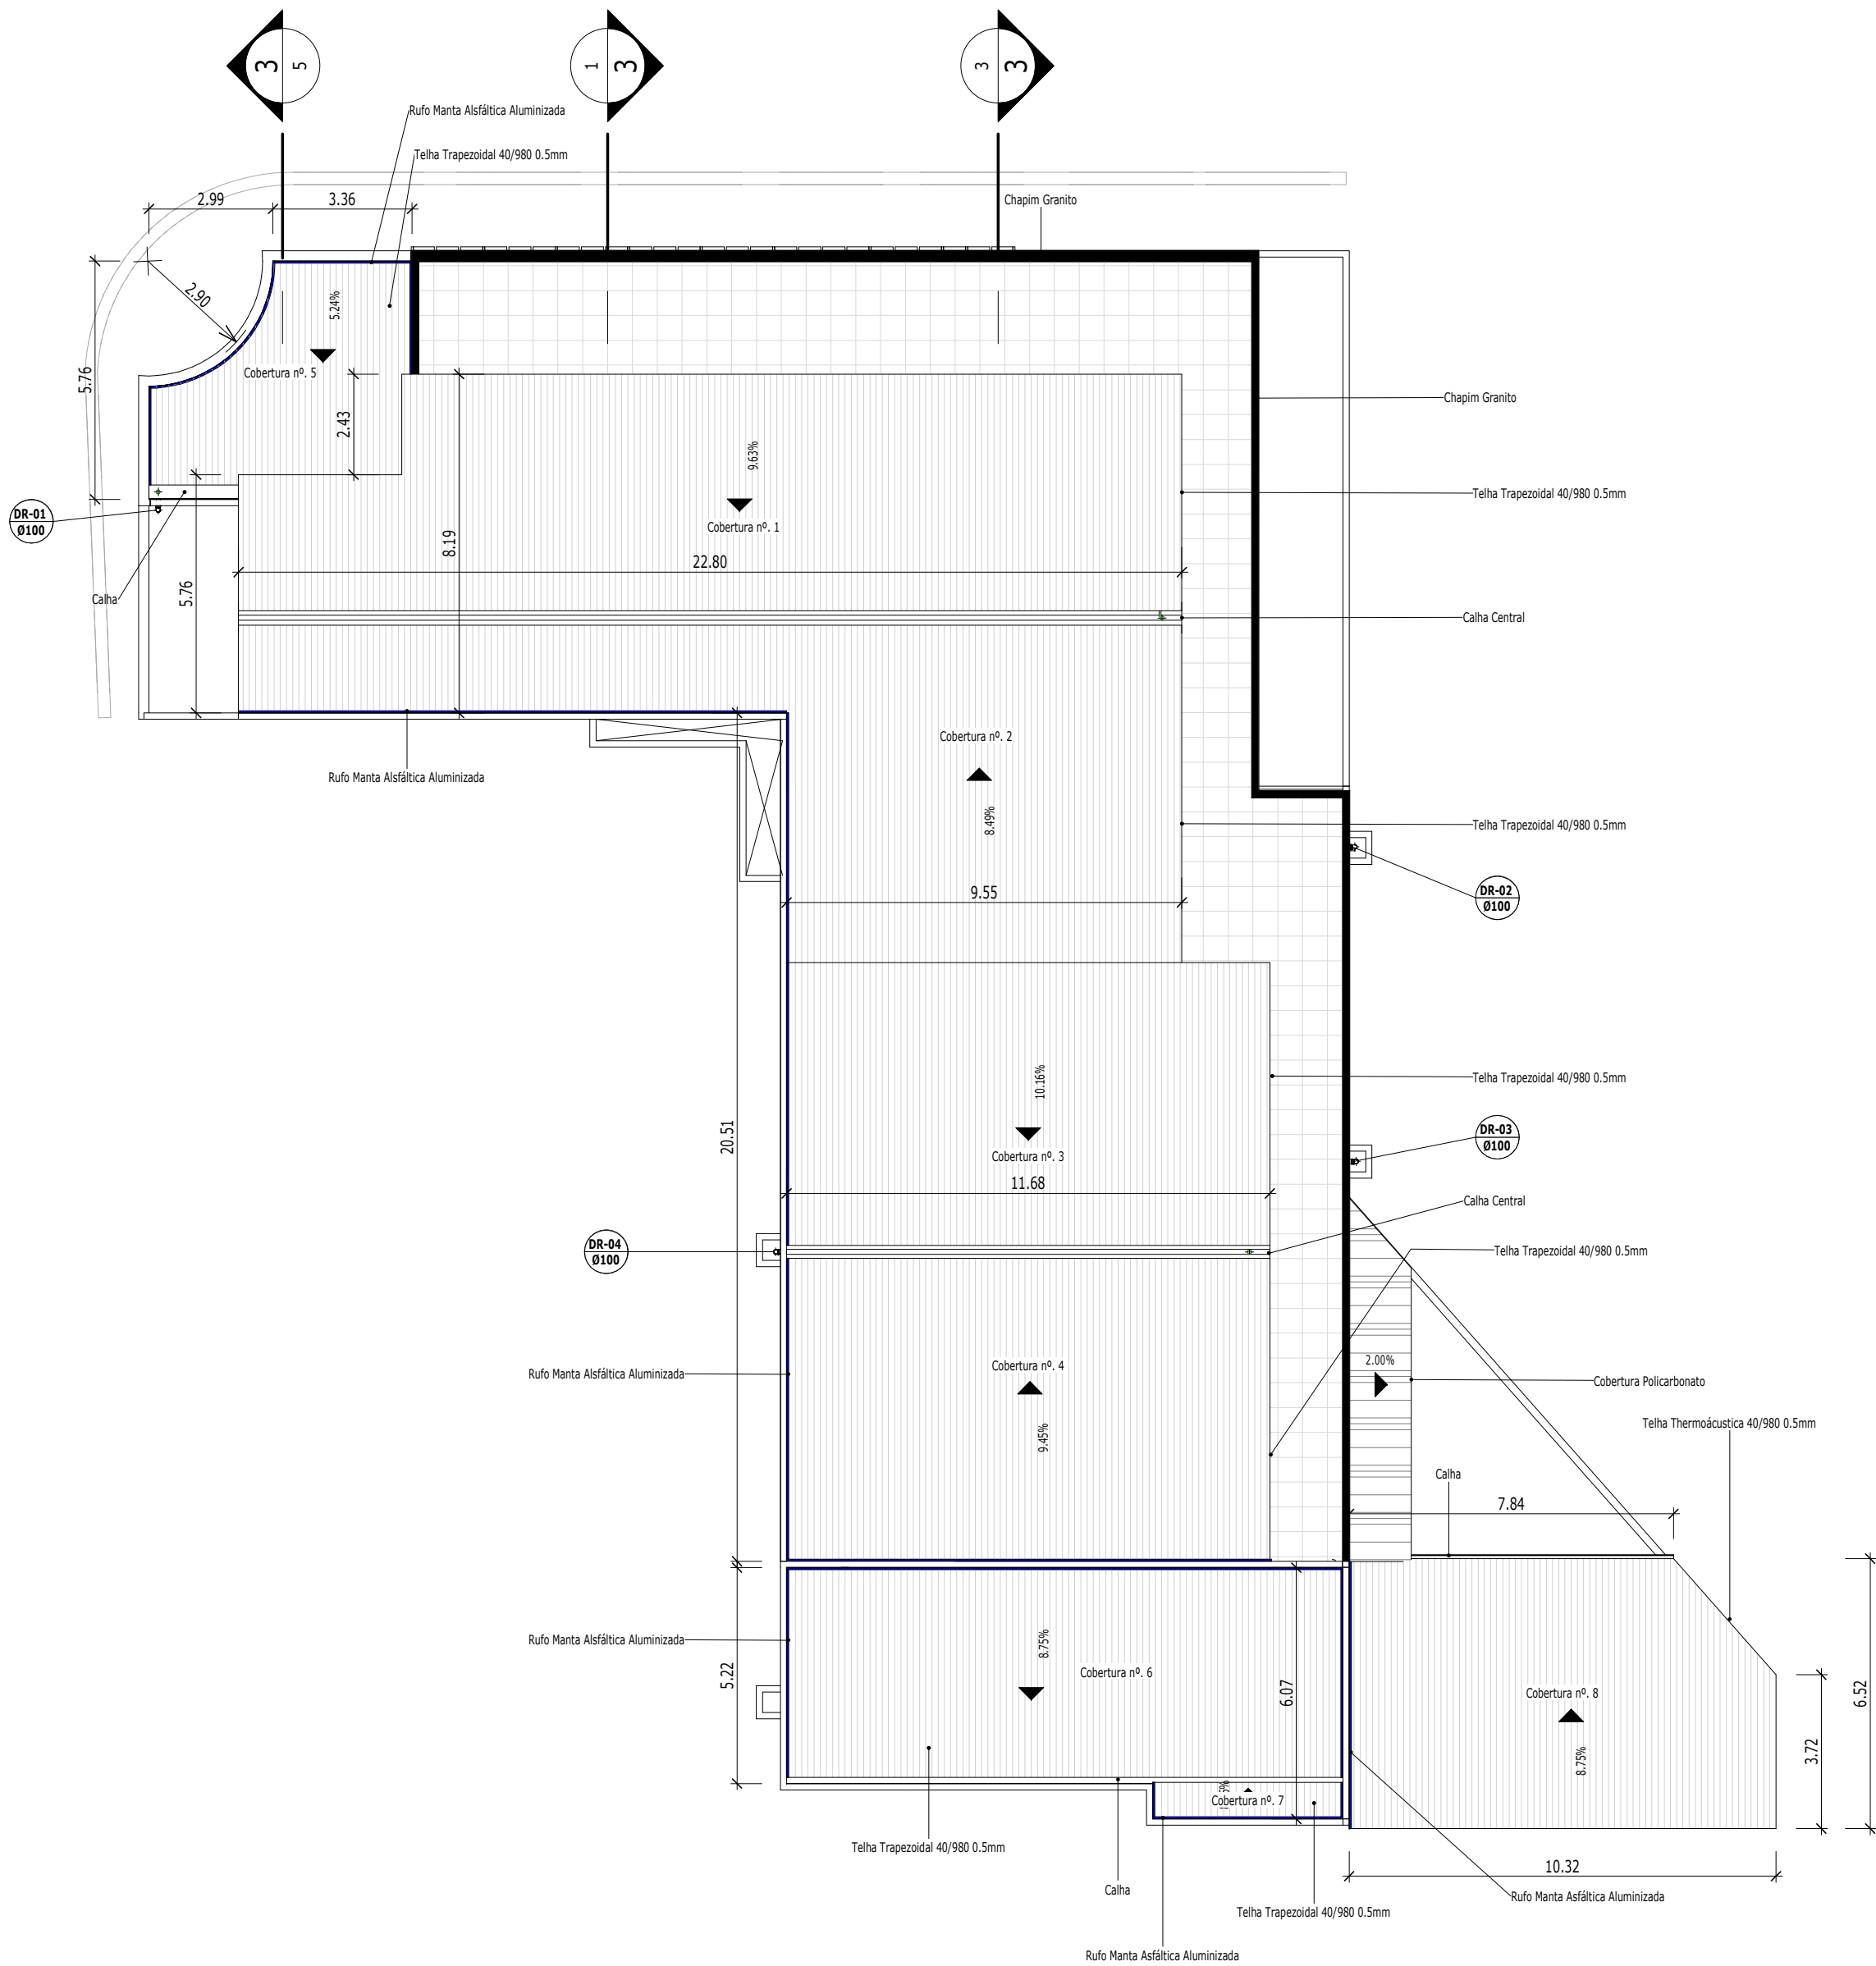 3
5
1
3
3
3
Rufo Manta Alsfáltica Aluminizada
Telha Trapezoidal 40/980 0.5mm
Chapim Granito
2.99
3.36
5.76
2.90
5.24%
Cobertura nº. 5
2.43
Chapim Granito
9.63%
Telha Trapezoidal 40/980 0.5mm
DR-01
Ø100
Cobertura nº. 1
8.19
22.80
5.76
Calha
Calha Central
Cobertura nº. 2
Rufo Manta Alsfáltica Aluminizada
8.49%
Telha Trapezoidal 40/980 0.5mm
9.55
DR-02
Ø100
10.16%
Telha Trapezoidal 40/980 0.5mm
20.51
DR-03
Ø100
Cobertura nº. 3
11.68
Calha Central
DR-04
Ø100
Telha Trapezoidal 40/980 0.5mm
Cobertura nº. 4
2.00%
Rufo Manta Alsfáltica Aluminizada
Cobertura Policarbonato
Telha Thermoácustica 40/980 0.5mm
9.45%
Calha
7.84
Rufo Manta Alsfáltica Aluminizada
8.75%
5.22
Cobertura nº. 6
6.07
Cobertura nº. 8
6.52
3.72
8.75%
Cobertura nº. 7
Telha Trapezoidal 40/980 0.5mm
10.32
Calha
Rufo Manta Asfáltica Aluminizada
Telha Trapezoidal 40/980 0.5mm
Rufo Manta Asfáltica Aluminizada